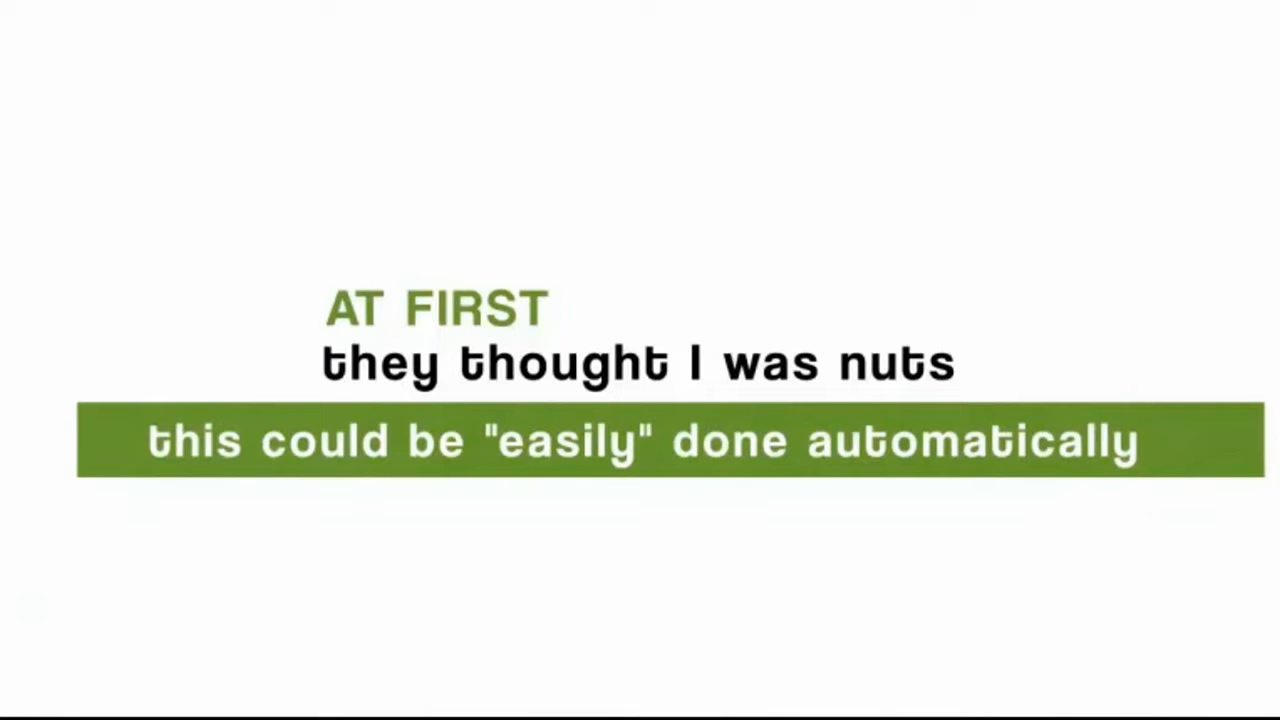 AT FIRST
they thought I was nuts
this could be "easily" done automatically